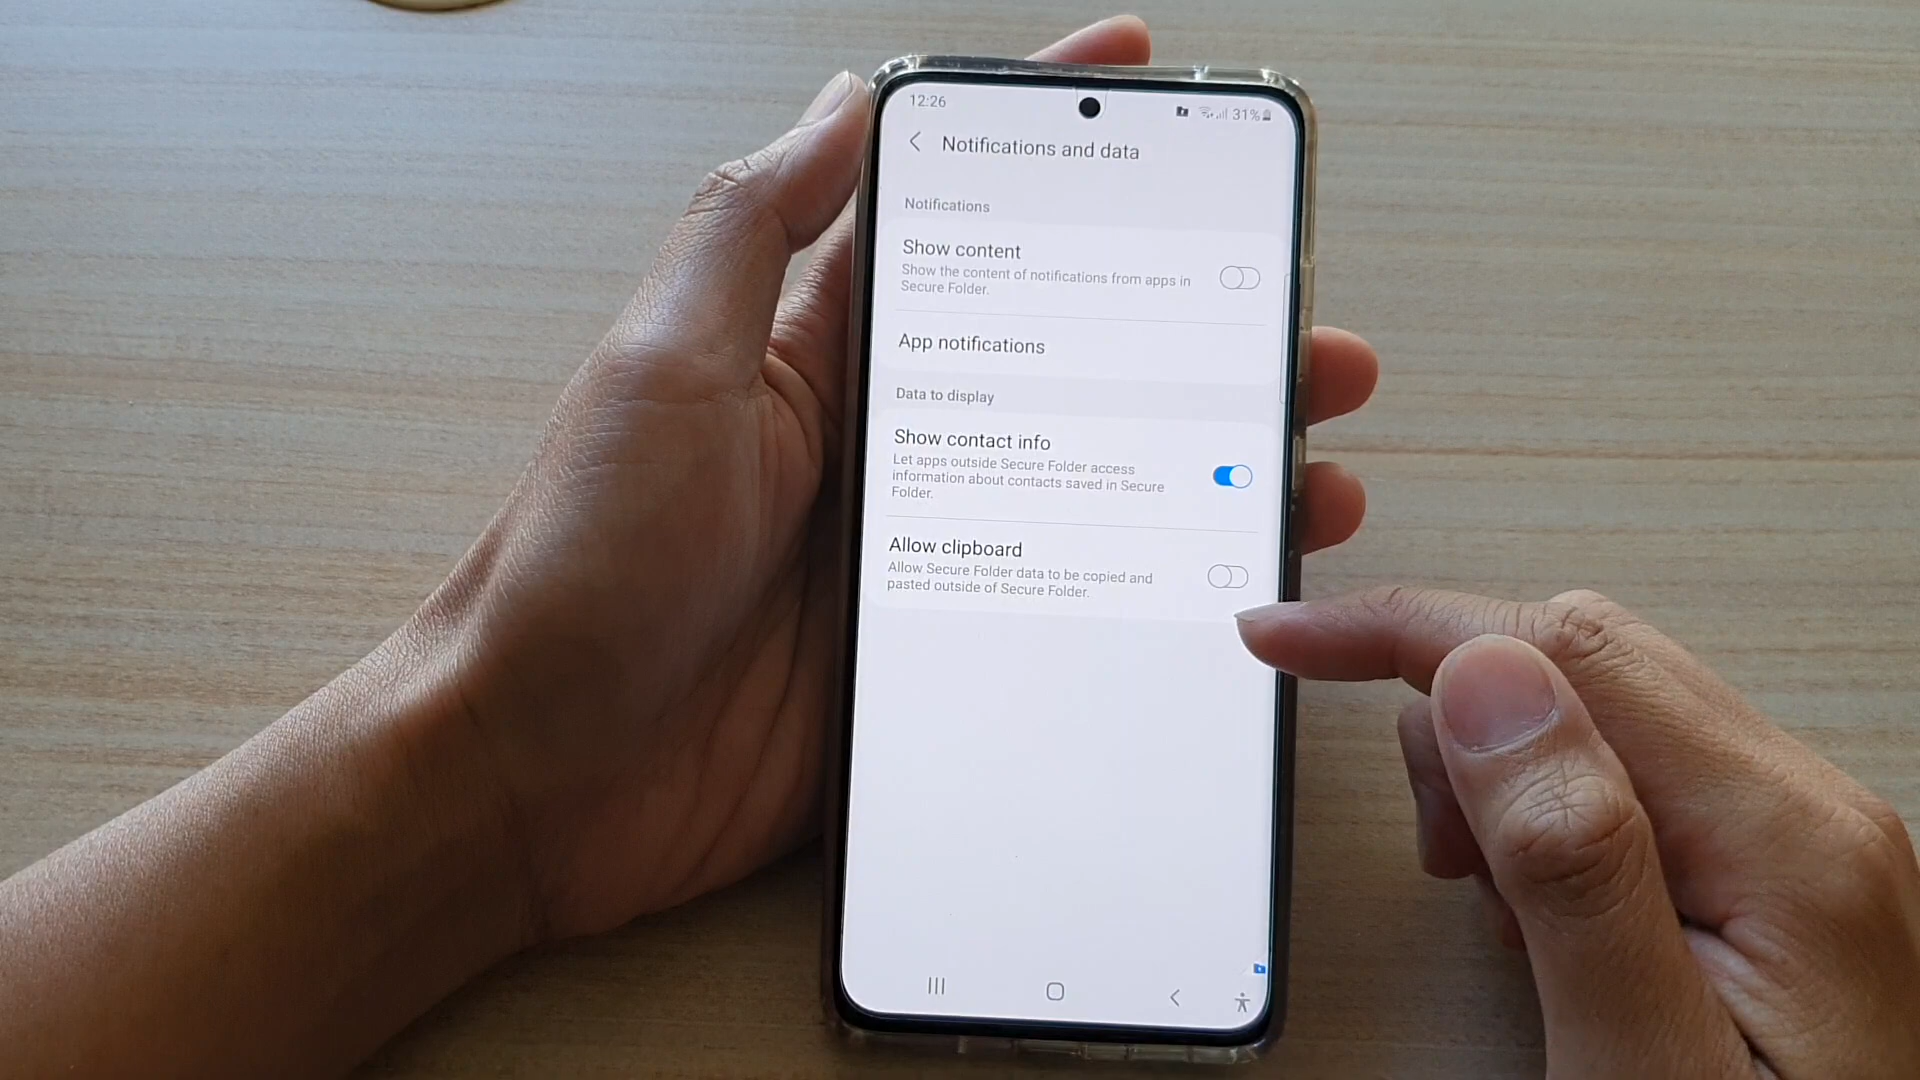 12:26
31%
Notifications and data
Notifications
Show content
Show the content of notifications from apps in
Secure Folder.
App notifications
Data to display
Show contact info
Let apps outside Secure Folder access
information about contacts saved in Secure
Folder.
Allow clipboard
Allow Secure Folder data to be copied and
pasted outside of Secure Folder.